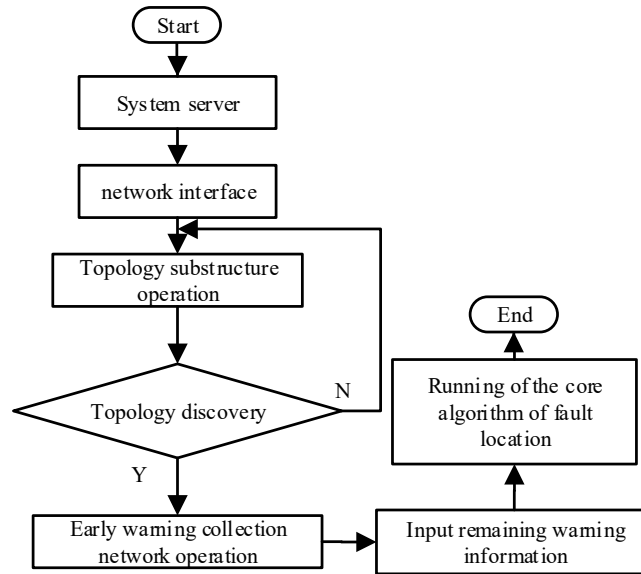 Start
System server
network interface
Topology substructure
operation
Topology discovery
N
Y
Early warning collection
network operation
Input remaining warning
information
Running of the core
algorithm of fault
location
End